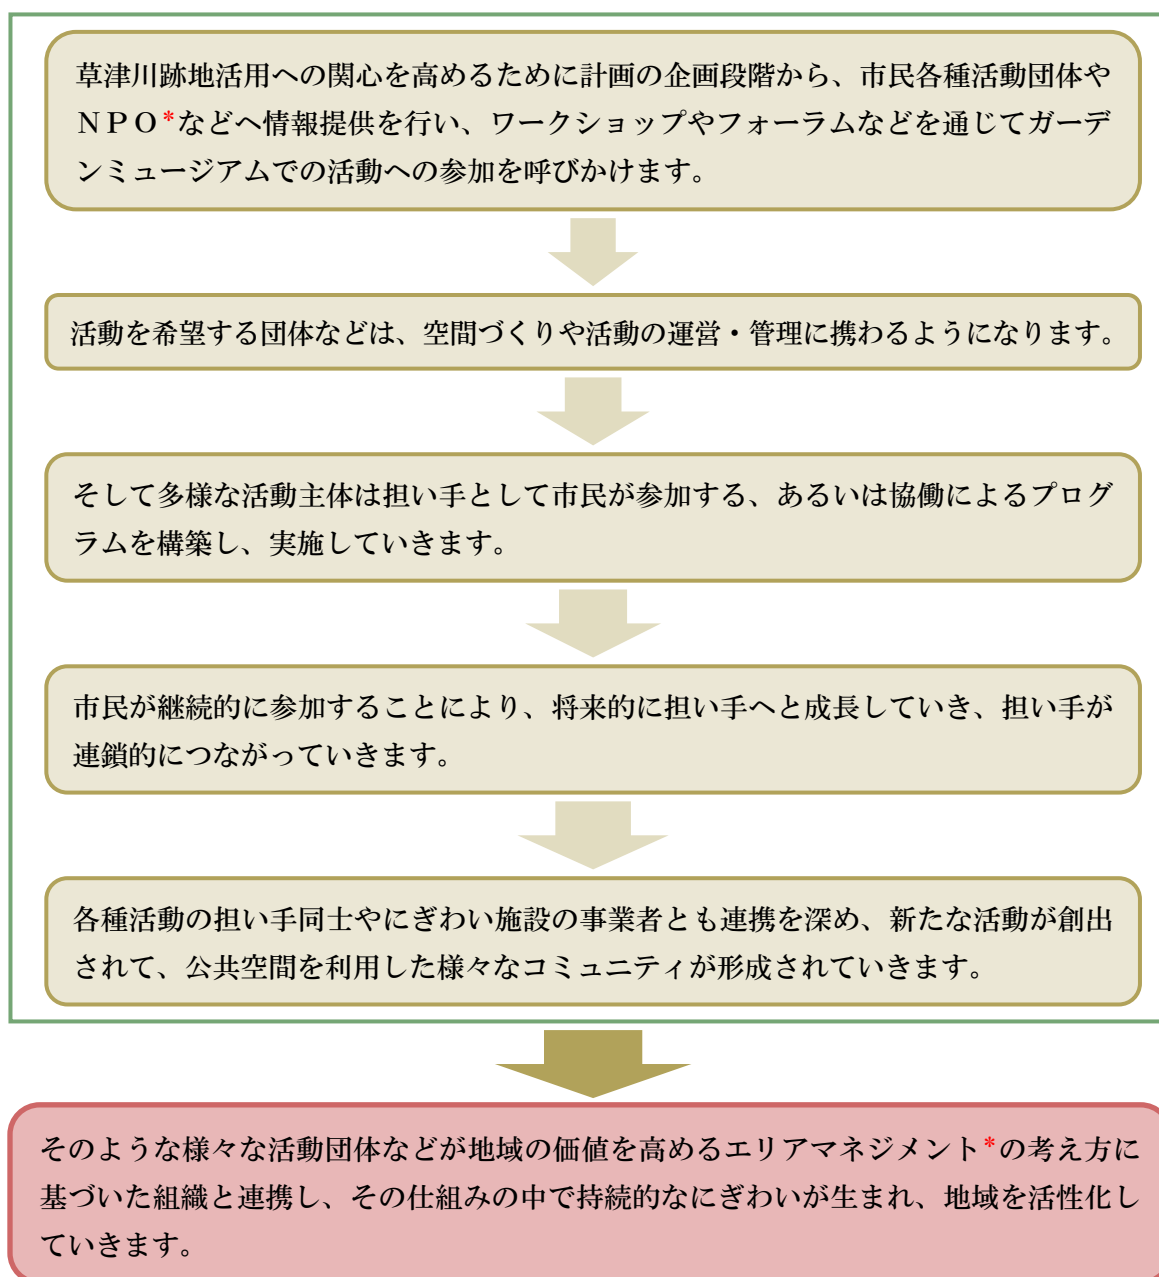 草津川跡地活用への関心を高めるために計画の企画段階から、市民各種活動団体や
ＮＰＯ*などへ情報提供を行い、ワークショップやフォーラムなどを通じてガーデ
ンミュージアムでの活動への参加を呼びかけます。
活動を希望する団体などは、空間づくりや活動の運営・管理に携わるようになります。
そして多様な活動主体は担い手として市民が参加する、あるいは協働によるプログ
ラムを構築し、実施していきます。
市民が継続的に参加することにより、将来的に担い手へと成長していき、担い手が
連鎖的につながっていきます。
各種活動の担い手同士やにぎわい施設の事業者とも連携を深め、新たな活動が創出
されて、公共空間を利用した様々なコミュニティが形成されていきます。
そのような様々な活動団体などが地域の価値を高めるエリアマネジメント*の考え方に
基づいた組織と連携し、その仕組みの中で持続的なにぎわいが生まれ、地域を活性化し
ていきます。